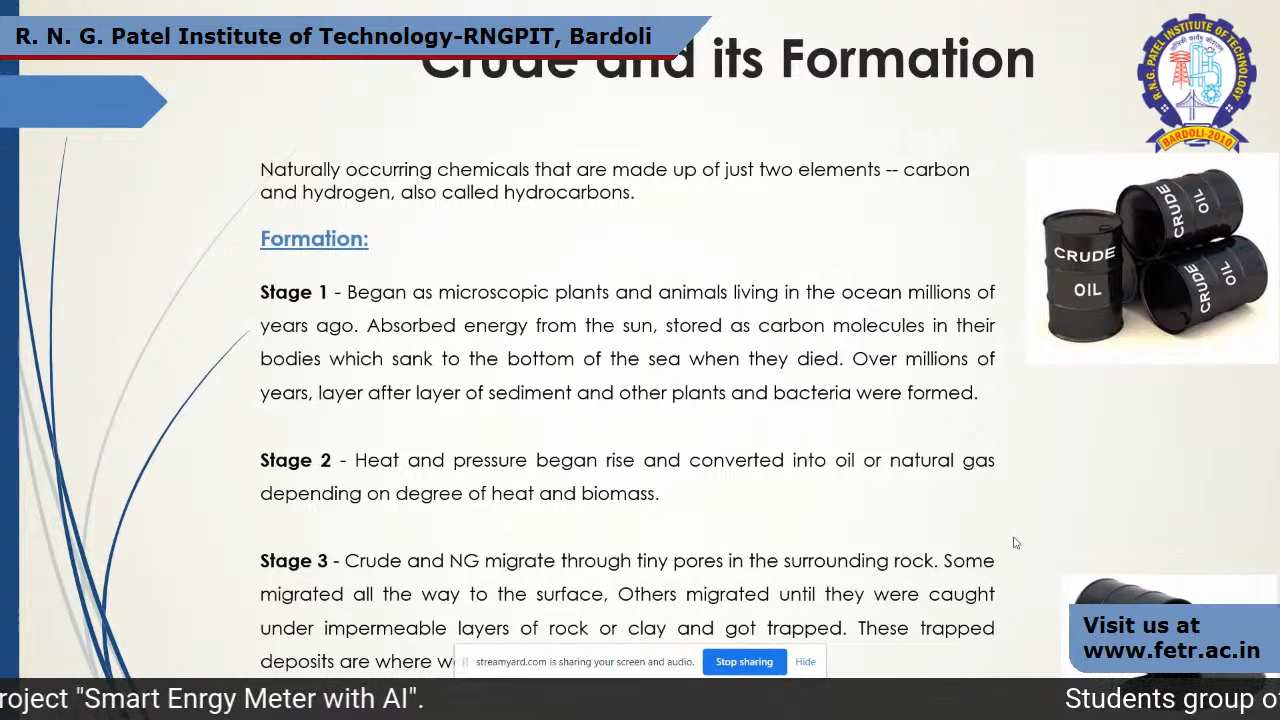 R. N. G. Patel Institute of Technology-RNGPIT, Bardoli
Crude and its Formation
R.N.G. PATEL INSTITUTE OF TECHNOLOGY
BARDOLI-2010
Naturally occurring chemicals that are made up of just two elements -- carbon
and hydrogen, also called hydrocarbons.
CRUDE
OIL
CRUDE
OIL
CRUDE
OIL
Formation:
Stage 1 - Began as microscopic plants and animals living in the ocean millions of
years ago. Absorbed energy from the sun, stored as carbon molecules in their
bodies which sank to the bottom of the sea when they died. Over millions of
years, layer after layer of sediment and other plants and bacteria were formed.
Stage 2 - Heat and pressure began rise and converted into oil or natural gas
depending on degree of heat and biomass.
Stage 3 - Crude and NG migrate through tiny pores in the surrounding rock. Some
migrated all the way to the surface, Others migrated until they were caught
under impermeable layers of rock or clay and got trapped. These trapped
deposits are where
streamyard.com is sharing your screen and audio.
Stop sharing
Hide
Visit us at
www.fetr.ac.in
roject "Smart Enrgy Meter with AI".
Students group o